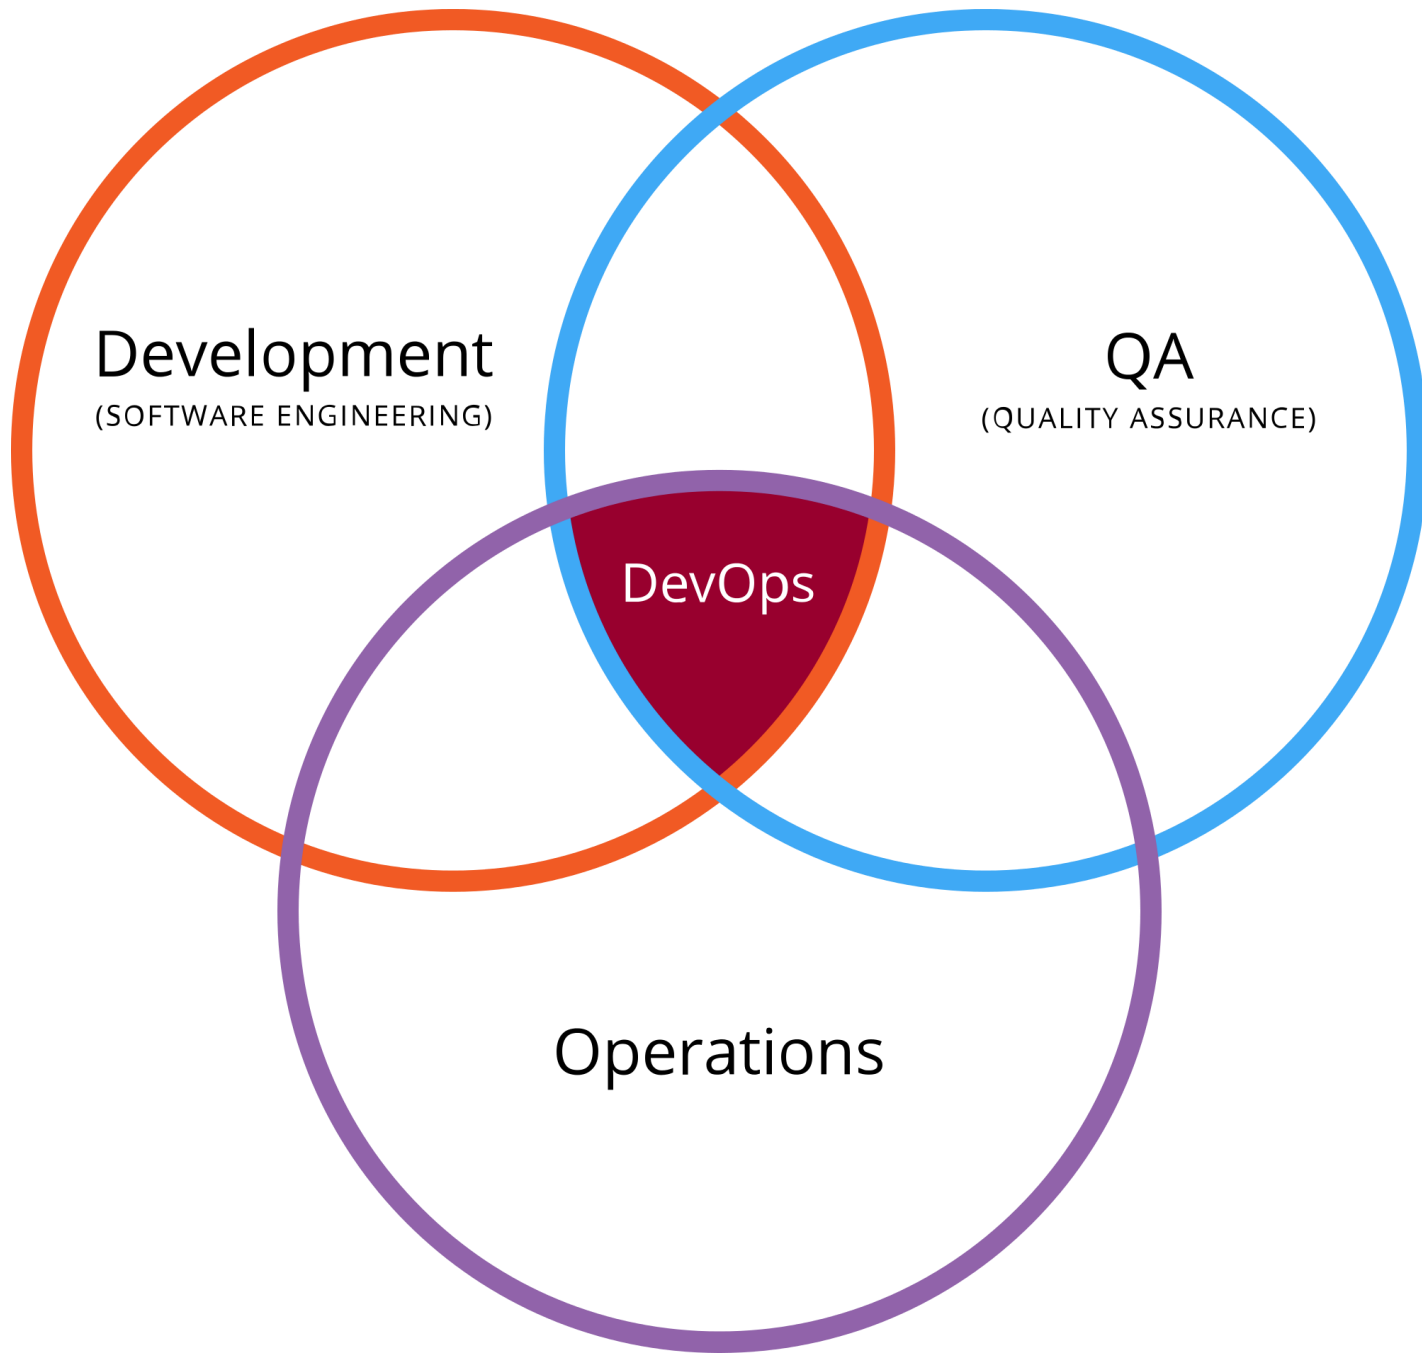 Development
(SOFTWARE ENGINEERING)
QA
(QUALITY ASSURANCE)
DevOps
Operations